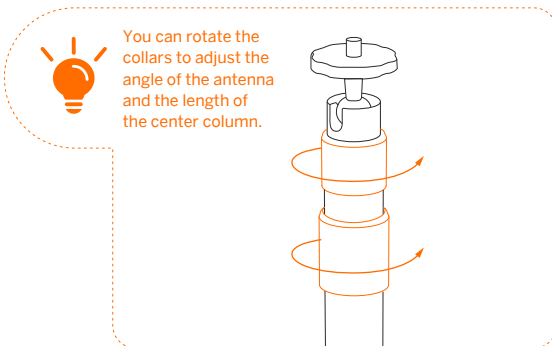 You can rotate the
collars to adjust the
angle of the antenna
and the length of
the center column.